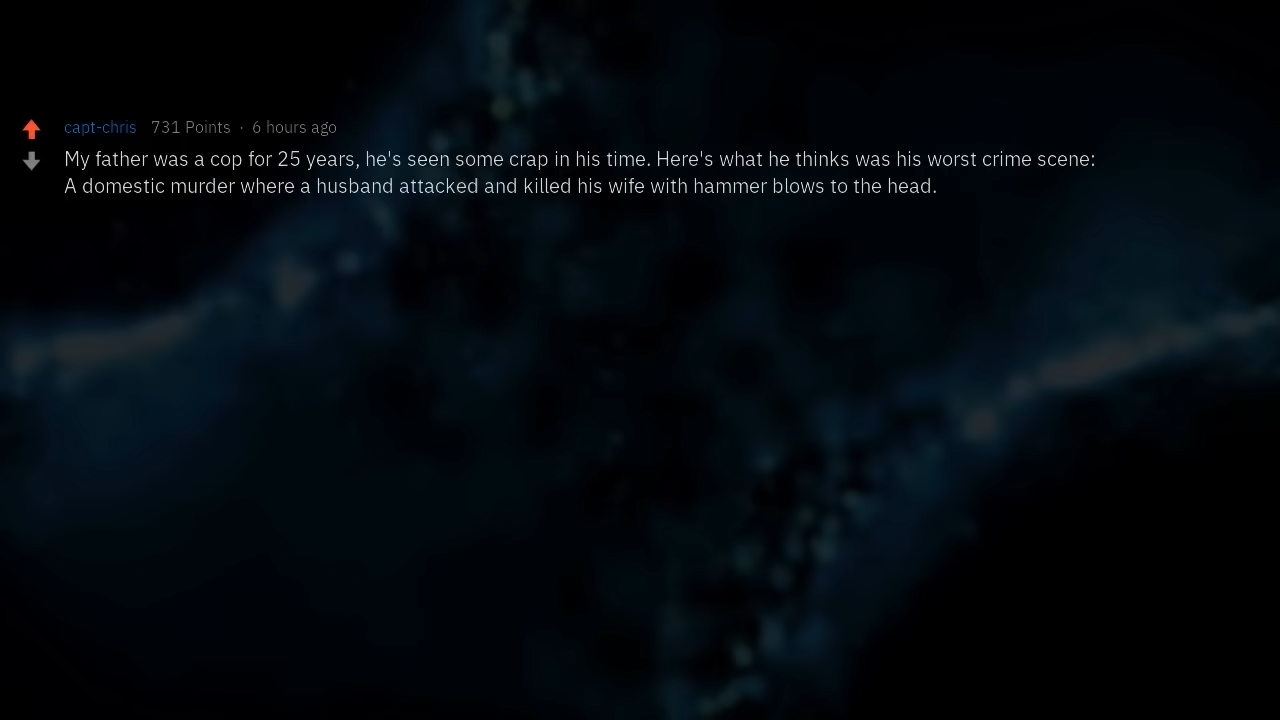 capt-chris 731 Points · 6 hours ago
My father was a cop for 25 years, he's seen some crap in his time. Here's what he thinks was his worst crime scene:
A domestic murder where a husband attacked and killed his wife with hammer blows to the head.